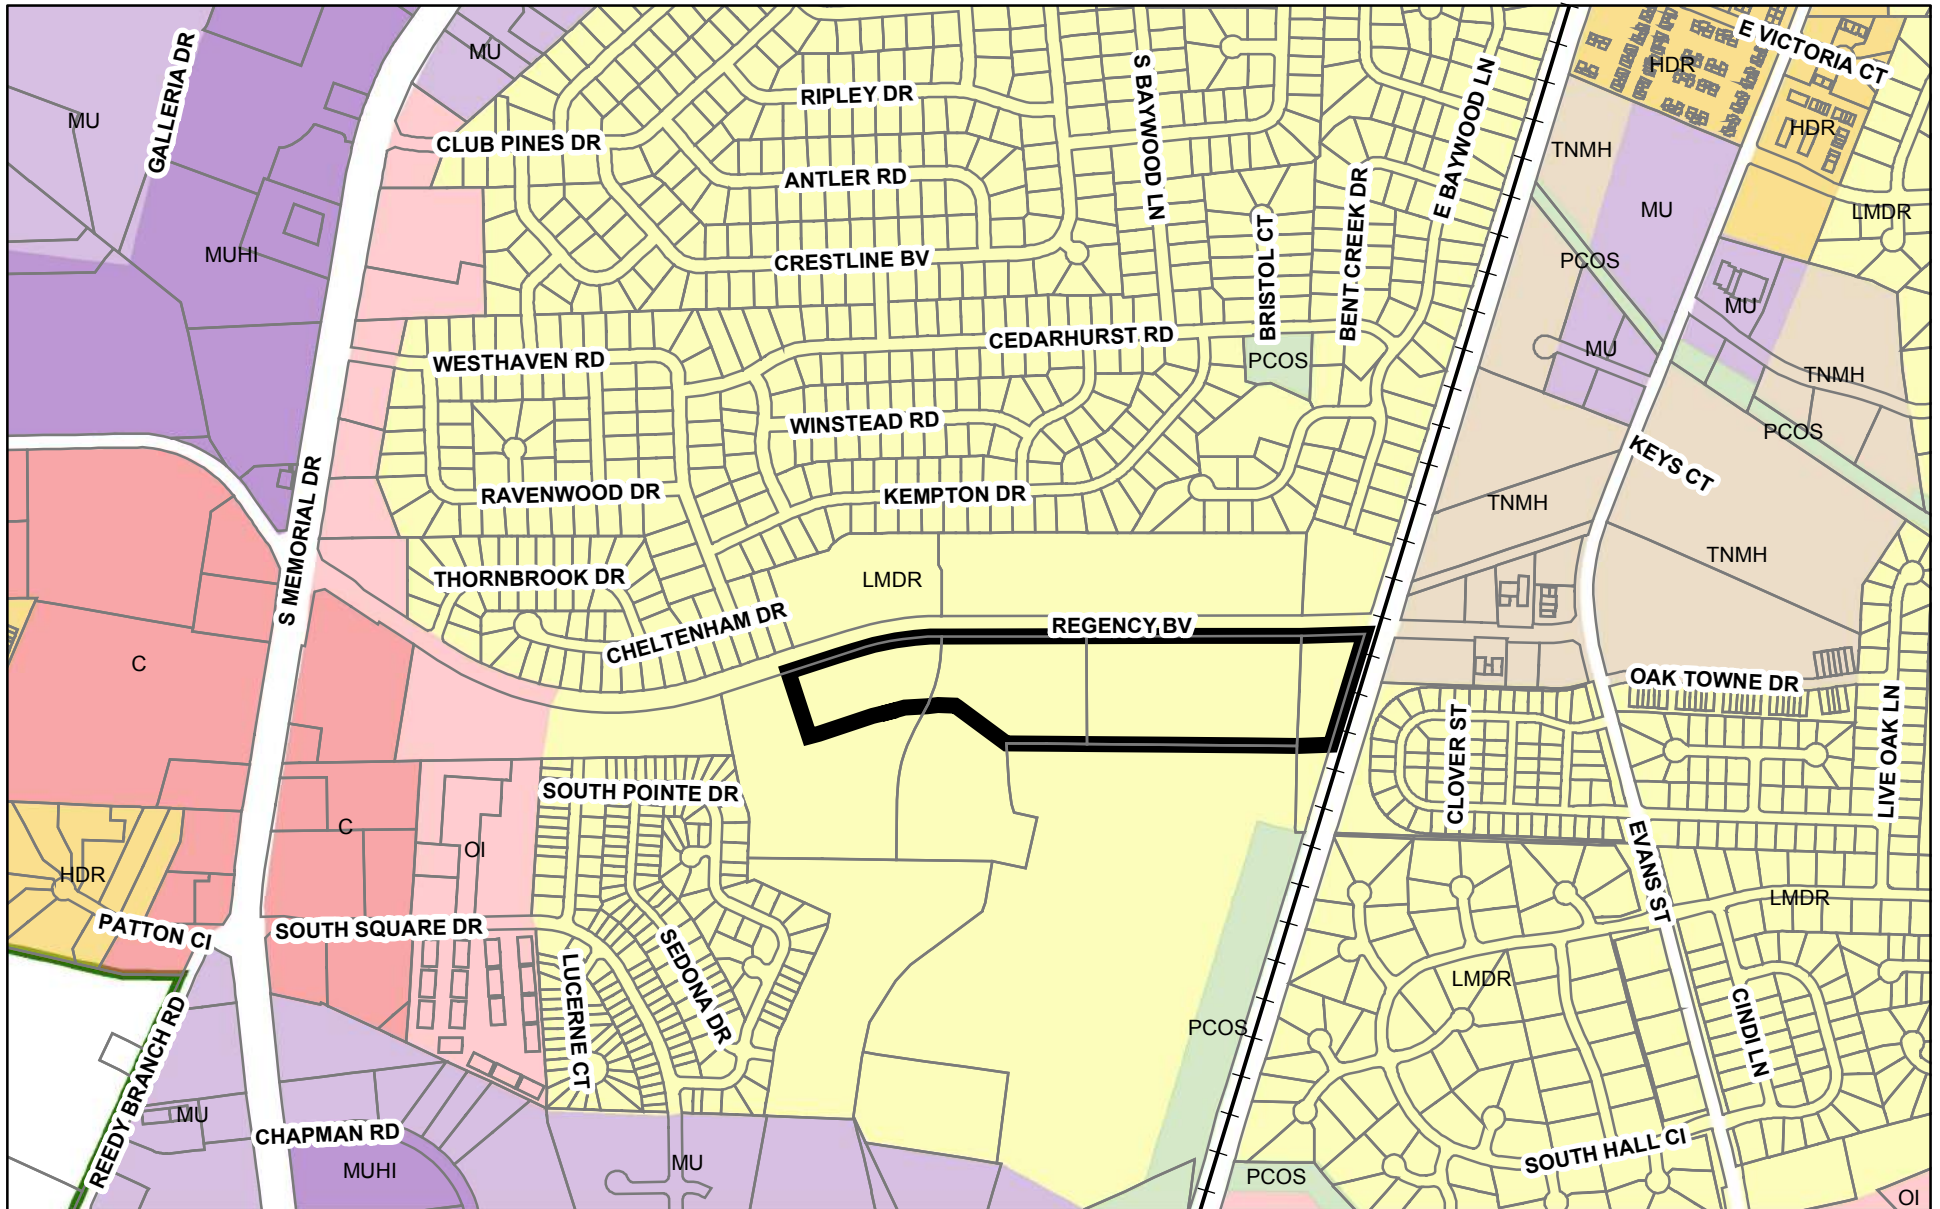 GALLERIA DR
MU
MU
MUHI
CLUB PINES DR
RIPLEY DR
ANTLER RD
CRESTLINE BV
S BAYWOOD LN
BRISTOL CT
BENT CREEK DR
E BAYWOOD LN
HDR
E VICTORIA CT
HDR
TNMH
MU
LMDR
PCOS
MU
MU
TNMH
PCOS
WESTHAVEN RD
CEDARHURST RD
PCOS
WINSTEAD RD
RAVENWOOD DR
KEMPTON DR
KEYS CT
TNMH
TNMH
S MEMORIAL DR
THORNBROOK DR
LMDR
CHELTENHAM DR
REGENCY BV
C
OAK TOWNE DR
CLOVER ST
LIVE OAK LN
SOUTH POINTE DR
C
OI
EVANS ST
HDR
PATTON CI
SOUTH SQUARE DR
LMDR
LUCERNE CT
SEDONA DR
LMDR
PCOS
CINDI LN
REEDY BRANCH RD
MU
CHAPMAN RD
MUHI
MU
SOUTH HALL CI
PCOS
OI